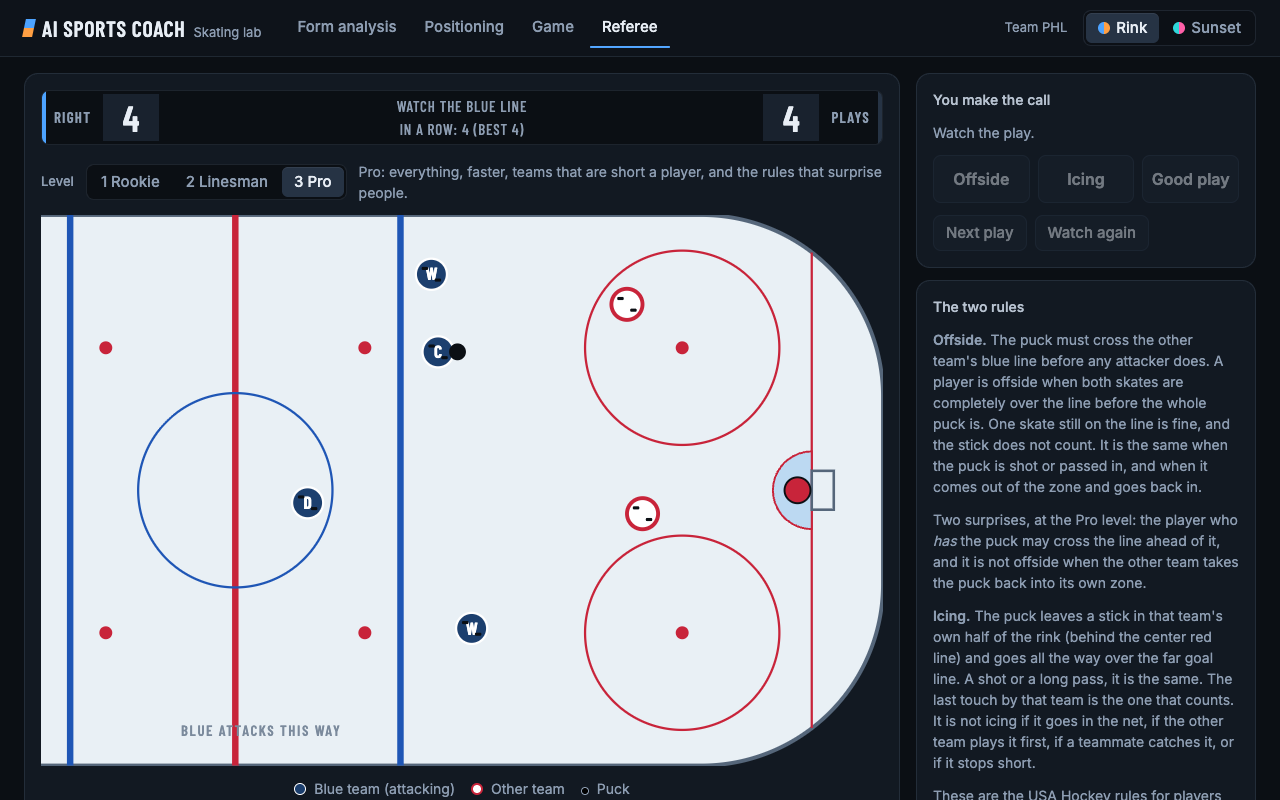 AI SPORTS COACH Skating lab Form analysis Positioning Game Referee Team PHL Rink Sunset
RIGHT 4 WATCH THE BLUE LINE 4 PLAYS
IN A ROW: 4 (BEST 4)
Level 1 Rookie 2 Linesman 3 Pro Pro: everything, faster, teams that are short a player, and the rules that surprise
people.
W
C
D
W
BLUE ATTACKS THIS WAY
Blue team (attacking) Other team Puck
You make the call
Watch the play.
Offside Icing Good play
Next play Watch again
The two rules
Offside. The puck must cross the other
team's blue line before any attacker does. A
player is offside when both skates are
completely over the line before the whole
puck is. One skate still on the line is fine, and
the stick does not count. It is the same when
the puck is shot or passed in, and when it
comes out of the zone and goes back in.
Two surprises, at the Pro level: the player who
has the puck may cross the line ahead of it,
and it is not offside when the other team takes
the puck back into its own zone.
Icing. The puck leaves a stick in that team's
own half of the rink (behind the center red
line) and goes all the way over the far goal
line. A shot or a long pass, it is the same. The
last touch by that team is the one that counts.
It is not icing if it goes in the net, if the other
team plays it first, if a teammate catches it, or
if it stops short.
These are the USA Hockey rules for players